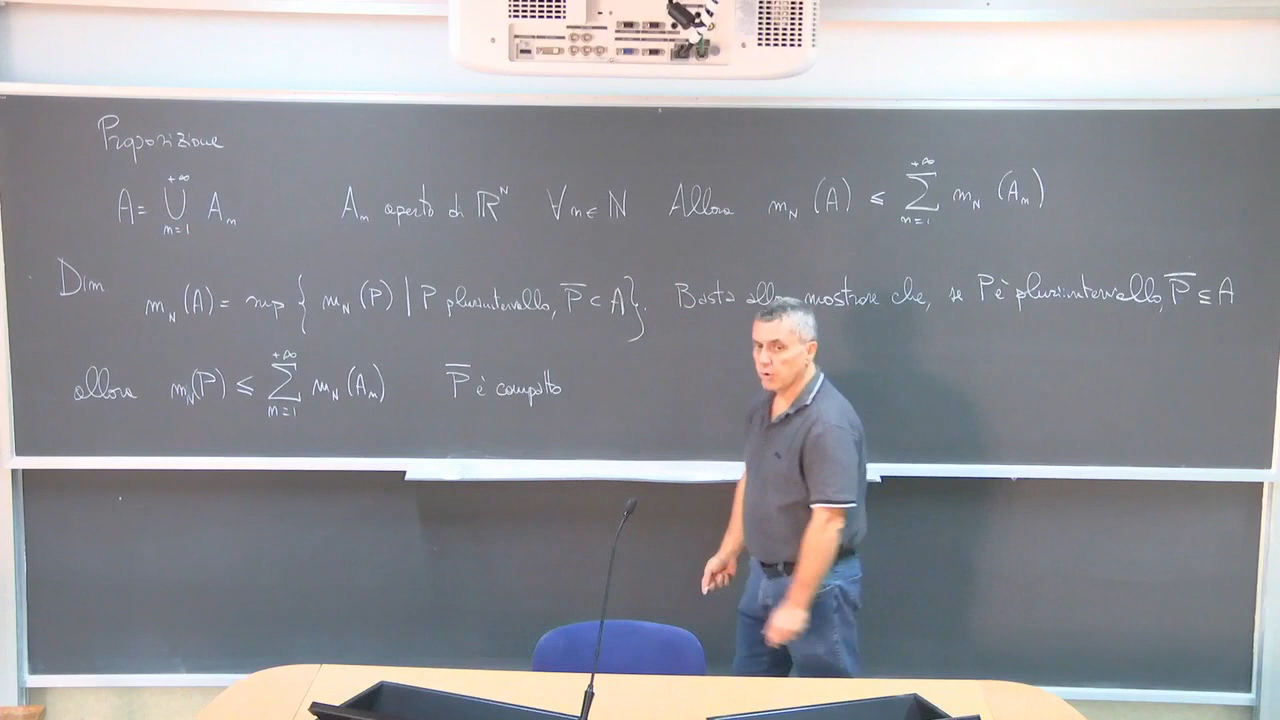 Proposizione
A = ⋃_{n=1}^{+∞} A_n    A_n aperto di ℝ^N    ∀ n ∈ ℕ    Allora    m_N (A) ≤ ∑_{n=1}^{+∞} m_N (A_n)
Dim    m_N (A) = sup { m_N (P) | P plurintervallo, P̅ ⊂ A }. Basta allora mostrare che, se P è plurintervallo, P̅ ⊆ A
allora    m_N(P) ≤ ∑_{n=1}^{+∞} m_N (A_n)    P̅ è compatto